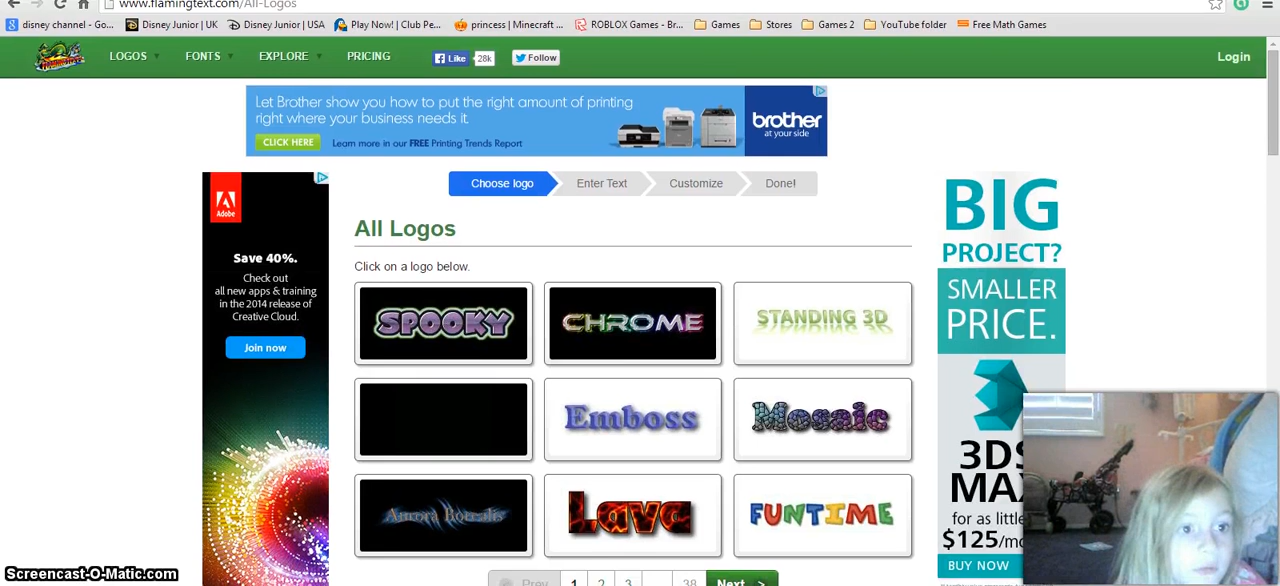 www.flamingtext.com/All-Logos
disney channel - Go... Disney Junior | UK Disney Junior | USA Play Now! | Club Pe... princess | Minecraft ... ROBLOX Games - Br... Games Stores Games 2 YouTube folder Free Math Games
LOGOS FONTS EXPLORE PRICING Like 28k Follow Login
Let Brother show you how to put the right amount of printing
right where your business needs it.
CLICK HERE Learn more in our FREE Printing Trends Report
brother
at your side
Choose logo Enter Text Customize Done!
Adobe
Save 40%.
Check out
all new apps & training
in the 2014 release of
Creative Cloud.
Join now
All Logos
Click on a logo below.
SPOOKY CHROME STANDING 3D
Emboss Mosaic
Aurora Borealis Lava FUNTIME
Prev 1 2 3 ... 38 Next >
BIG
PROJECT?
SMALLER
PRICE.
3DS
MAX
for as little
$125/mo
BUY NOW
Screencast-O-Matic.com